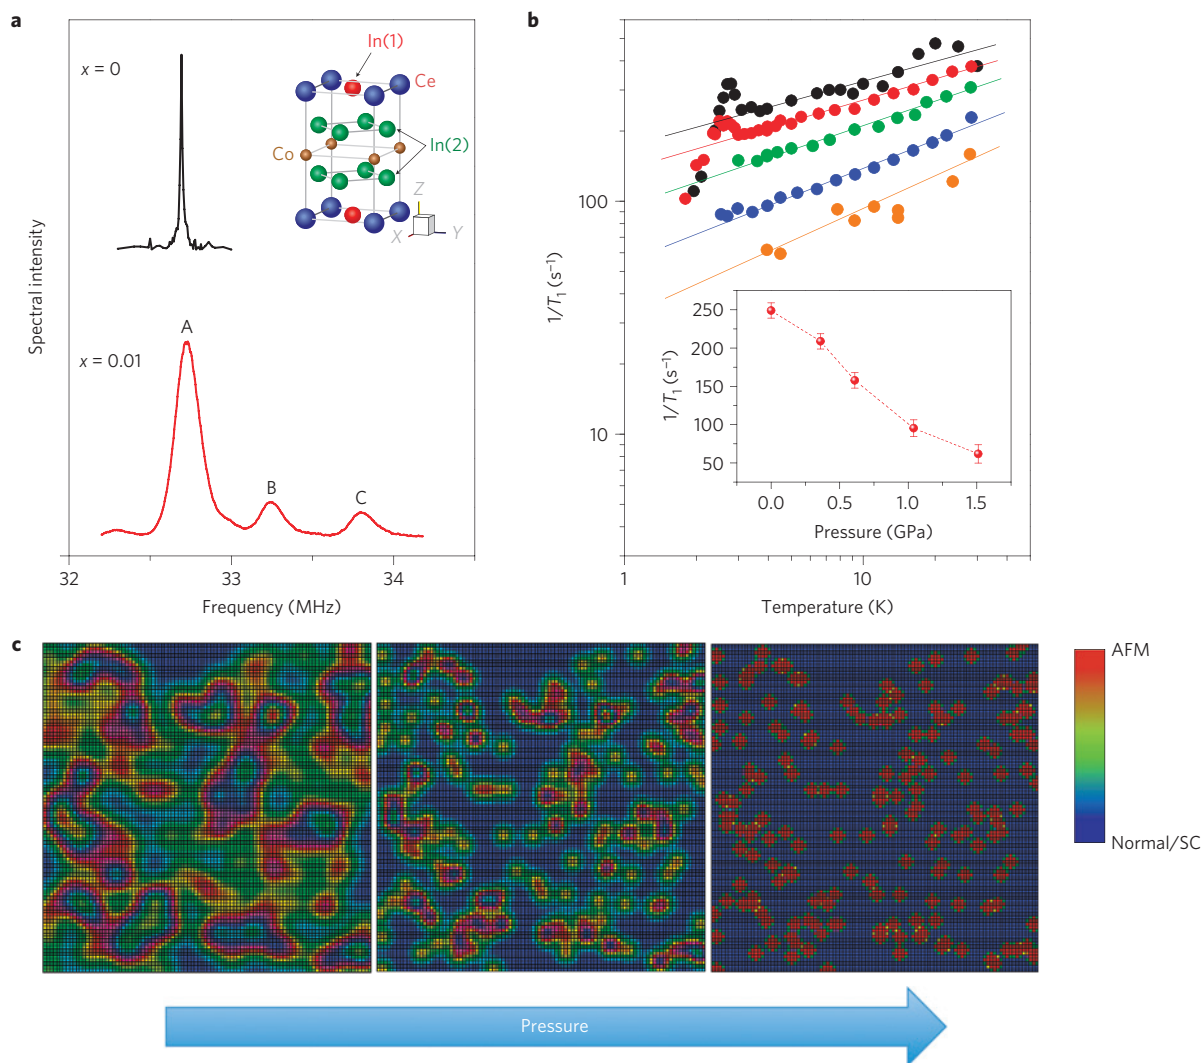 a
x = 0
In(1)
Ce
Co
In(2)
Z
X
Y
Spectral intensity
A
x = 0.01
B
C
32
33
34
Frequency (MHz)
b
1/T₁ (s⁻¹)
100
10
1
10
Temperature (K)
1/T₁ (s⁻¹)
250
200
150
100
50
0.0
0.5
1.0
1.5
Pressure (GPa)
c
AFM
Normal/SC
Pressure